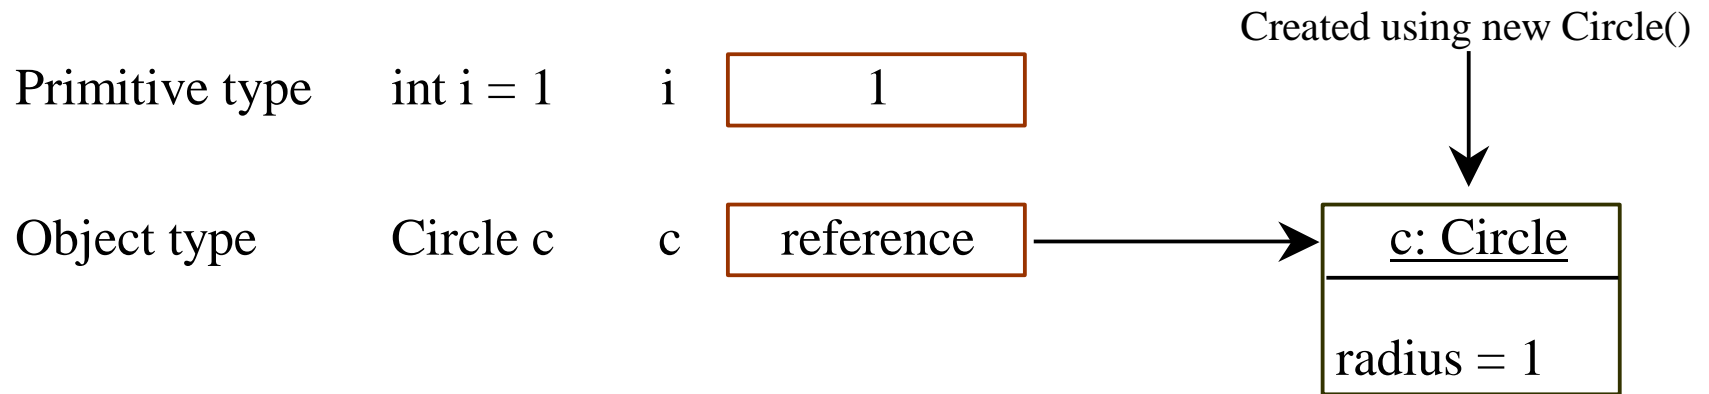 Created using new Circle()
Primitive type int i = 1 i 1
Object type Circle c c reference c: Circle
radius = 1